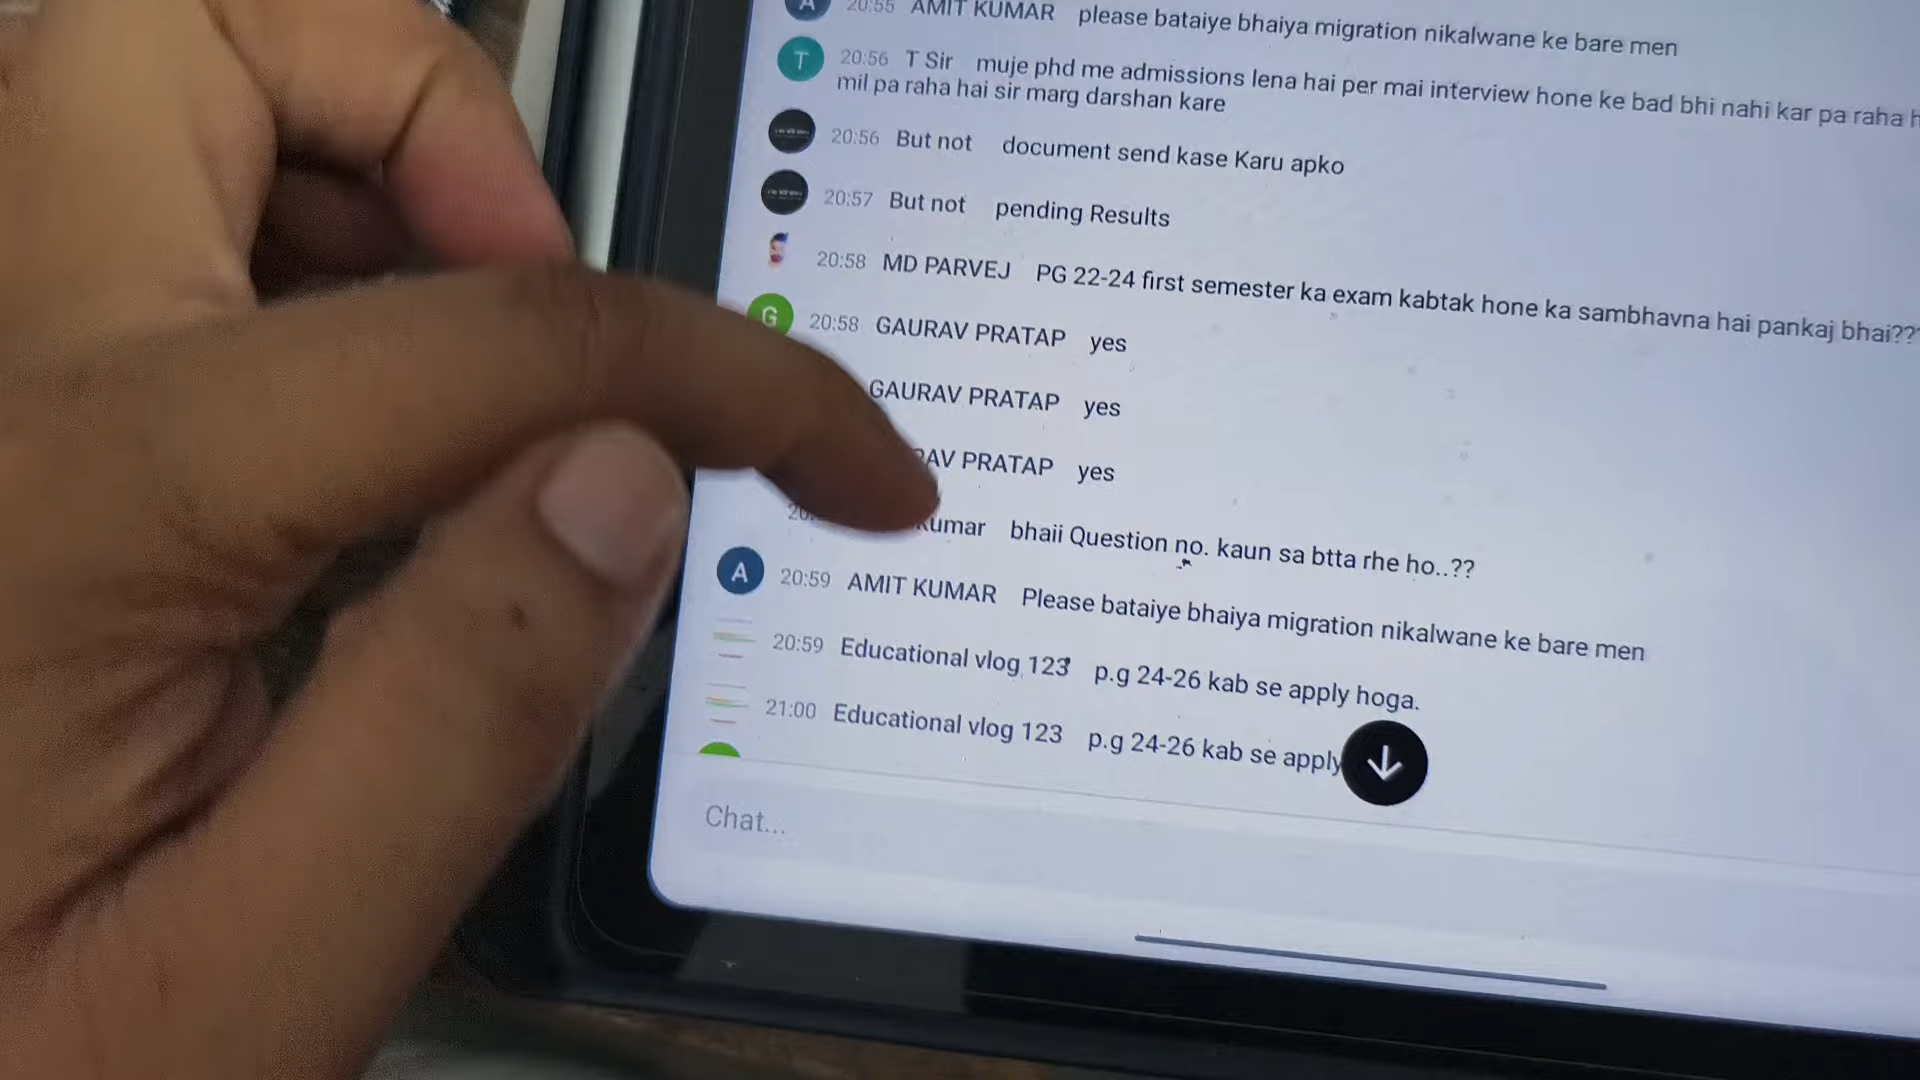 A 20:55 AMIT KUMAR please bataiye bhaiya migration nikalwane ke bare men
T 20:56 T Sir muje phd me admissions lena hai per mai interview hone ke bad bhi nahi kar pa raha
mil pa raha hai sir marg darshan kare
20:56 But not document send kase Karu apko
20:57 But not pending Results
20:58 MD PARVEJ PG 22-24 first semester ka exam kabtak hone ka sambhavna hai pankaj bhai??
G 20:58 GAURAV PRATAP yes
GAURAV PRATAP yes
RAV PRATAP yes
kumar bhaii Question no. kaun sa btta rhe ho..??
A 20:59 AMIT KUMAR Please bataiye bhaiya migration nikalwane ke bare men
20:59 Educational vlog 123 p.g 24-26 kab se apply hoga.
21:00 Educational vlog 123 p.g 24-26 kab se apply
Chat...